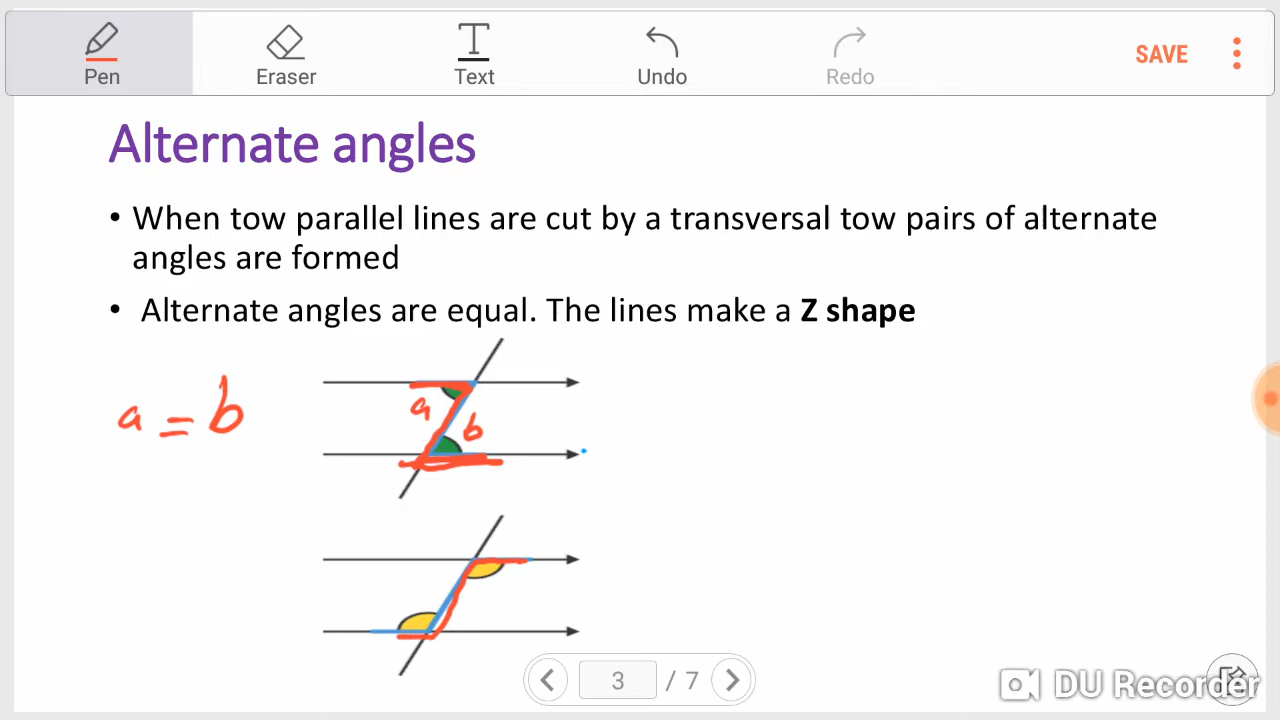 Pen Eraser Text Undo Redo SAVE
Alternate angles
• When tow parallel lines are cut by a transversal tow pairs of alternate
angles are formed
• Alternate angles are equal. The lines make a Z shape
a = b
a
b
3 / 7
DU Recorder